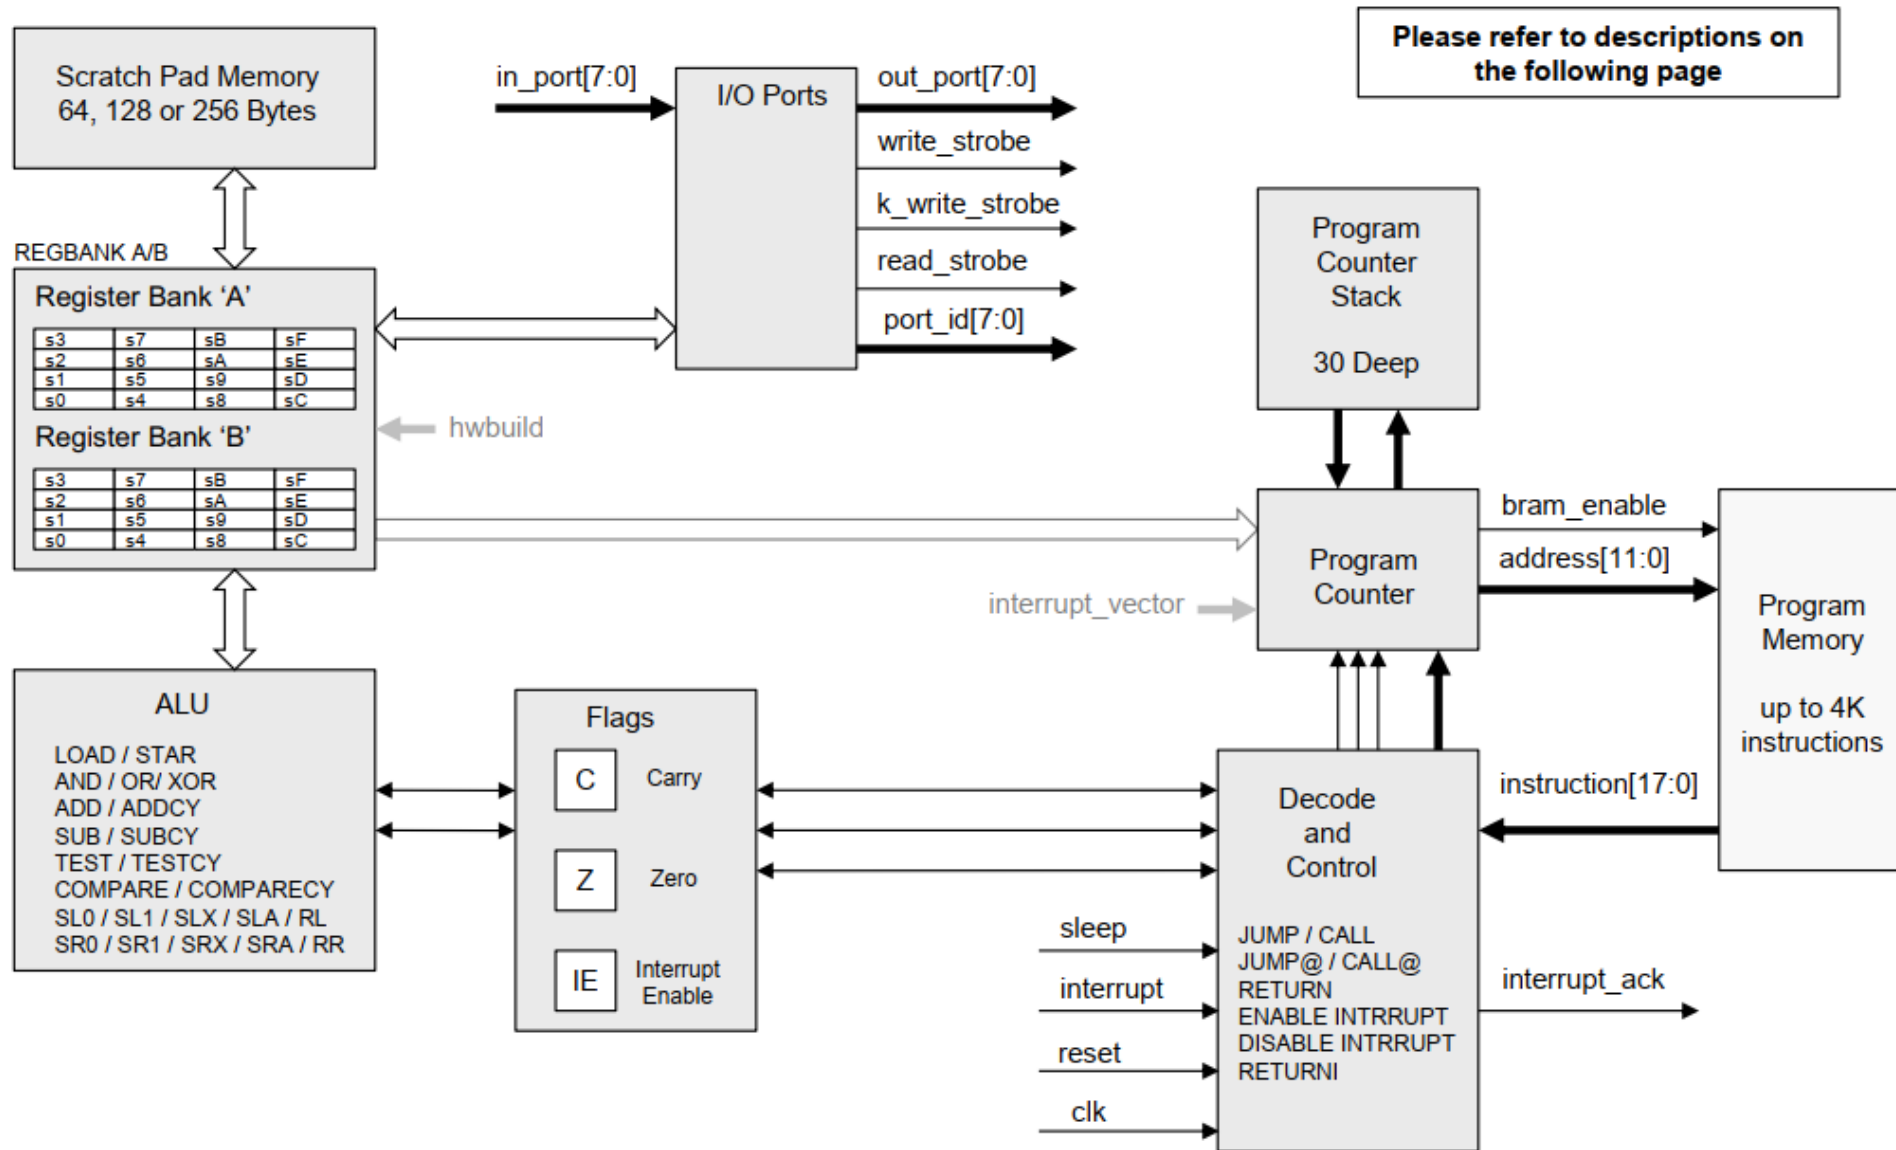 Please refer to descriptions on
the following page
Scratch Pad Memory
64, 128 or 256 Bytes
in_port[7:0]
I/O Ports
out_port[7:0]
write_strobe
k_write_strobe
read_strobe
port_id[7:0]
REGBANK A/B
Register Bank ‘A’
s3 s7 sB sF
s2 s6 sA sE
s1 s5 s9 sD
s0 s4 s8 sC
hwbuild
Register Bank ‘B’
s3 s7 sB sF
s2 s6 sA sE
s1 s5 s9 sD
s0 s4 s8 sC
Program
Counter
Stack
30 Deep
Program
Counter
interrupt_vector
bram_enable
address[11:0]
Program
Memory
up to 4K
instructions
instruction[17:0]
ALU
LOAD / STAR
AND / OR/ XOR
ADD / ADDCY
SUB / SUBCY
TEST / TESTCY
COMPARE / COMPARECY
SL0 / SL1 / SLX / SLA / RL
SR0 / SR1 / SRX / SRA / RR
Flags
C Carry
Z Zero
IE Interrupt
Enable
Decode
and
Control
JUMP / CALL
JUMP@ / CALL@
RETURN
ENABLE INTRRUPT
DISABLE INTRRUPT
RETURNI
sleep
interrupt
reset
clk
interrupt_ack